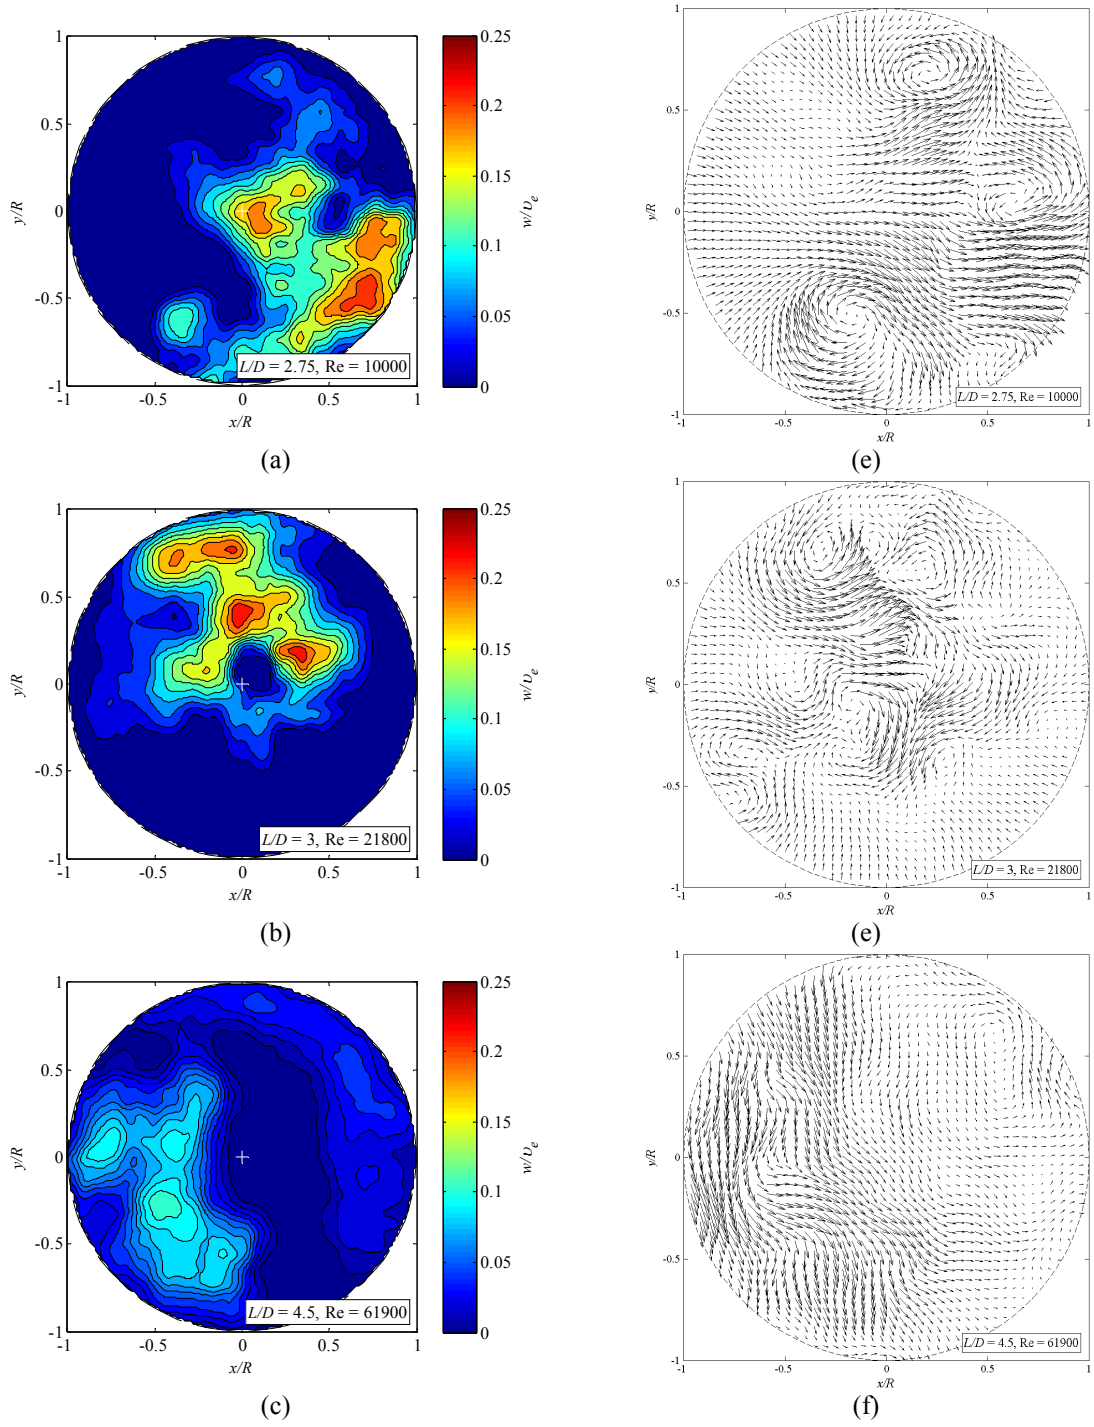 1
0.5
0
-0.5
-1
y/R
-1
-0.5
0
0.5
1
x/R
L/D = 2.75, Re = 10000
0.25
0.2
0.15
0.1
0.05
0
w/υe
(a)
1
0.5
0
-0.5
-1
y/R
-1
-0.5
0
0.5
1
x/R
L/D = 2.75, Re = 10000
(e)
1
0.5
0
-0.5
-1
y/R
-1
-0.5
0
0.5
1
x/R
L/D = 3, Re = 21800
0.25
0.2
0.15
0.1
0.05
0
w/υe
(b)
1
0.5
0
-0.5
-1
y/R
-1
-0.5
0
0.5
1
x/R
L/D = 3, Re = 21800
(e)
1
0.5
0
-0.5
-1
y/R
-1
-0.5
0
0.5
1
x/R
L/D = 4.5, Re = 61900
0.25
0.2
0.15
0.1
0.05
0
w/υe
(c)
1
0.5
0
-0.5
-1
y/R
-1
-0.5
0
0.5
1
x/R
L/D = 4.5, Re = 61900
(f)